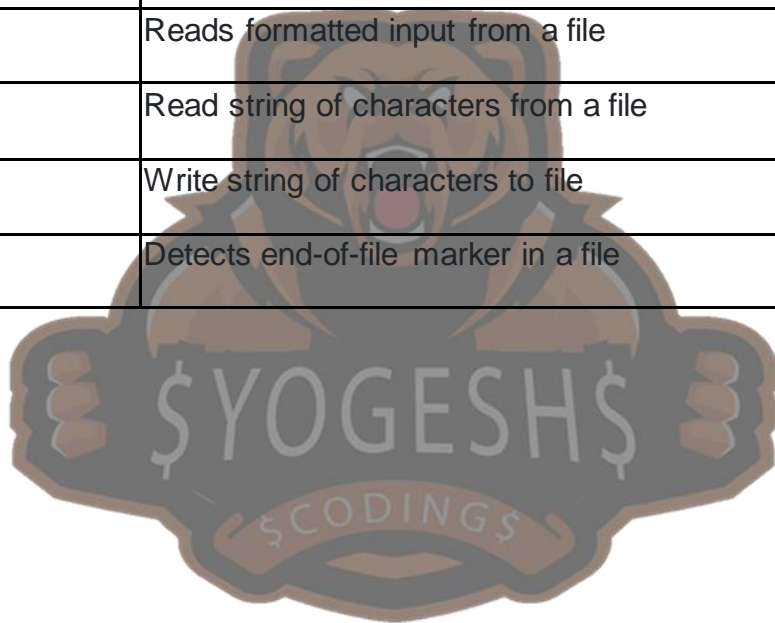 Reads formatted input from a file
Read string of characters from a file
Write string of characters to file
Detects end-of-file marker in a file
$YOGESH$
$CODING$